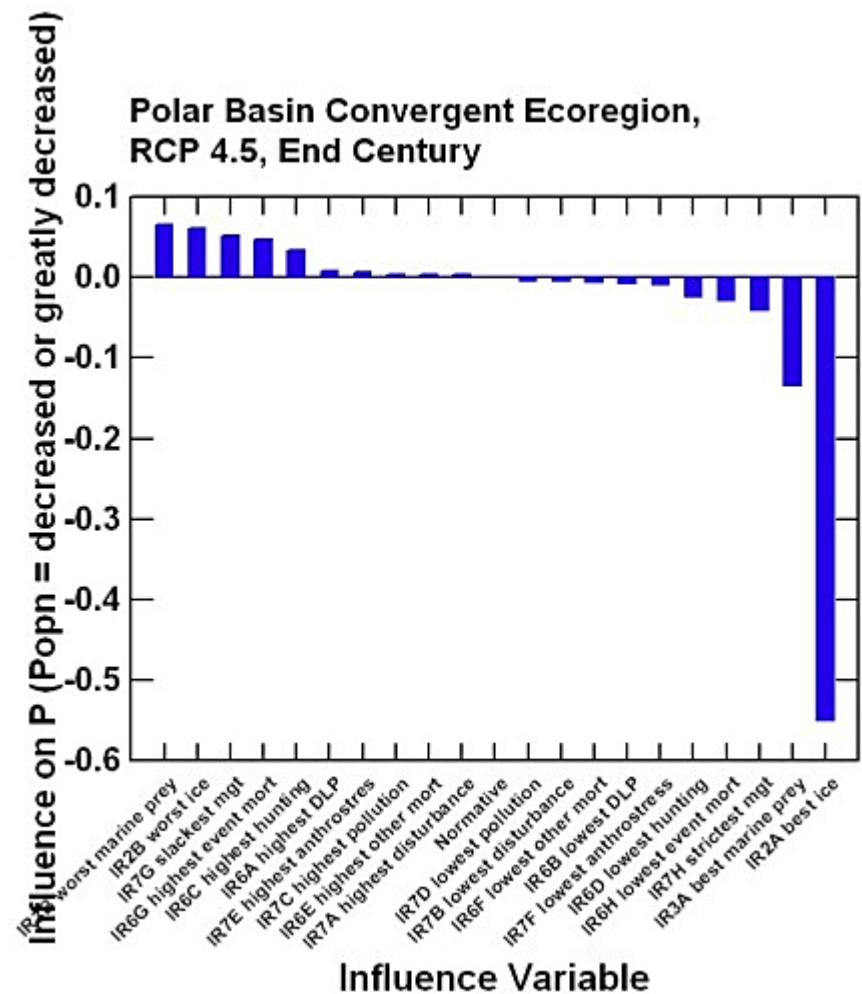 Influence on P (Popn = decreased or greatly decreased)
Polar Basin Convergent Ecoregion,
RCP 4.5, End Century
0.1
0.0
-0.1
-0.2
-0.3
-0.4
-0.5
-0.6
worst marine prey
IR2B worst ice
IR7G slackest mgt
IR6G highest event mort
IR6C highest hunting
IR6A highest DLP
IR7E highest anthrostres
IR7C highest pollution
IR6E highest other mort
IR7A highest disturbance
Normative
IR7D lowest pollution
IR7B lowest disturbance
IR6F lowest other mort
IR6B lowest DLP
IR7F lowest anthrostress
IR6D lowest hunting
IR6H lowest event mort
IR7H strictest mgt
IR3A best marine prey
IR2A best ice
Influence Variable